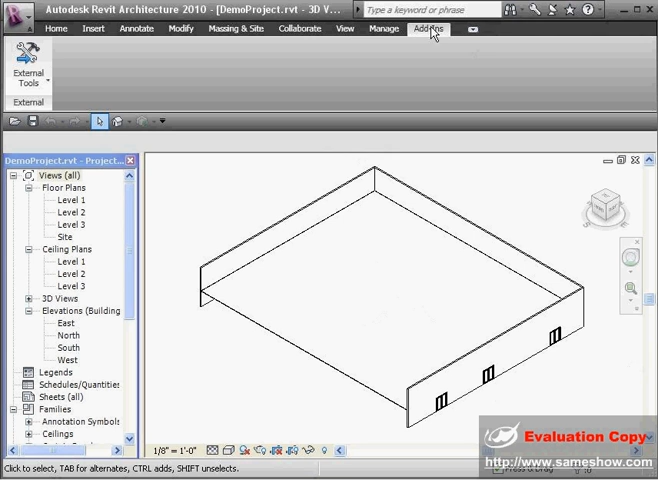 Autodesk Revit Architecture 2010 - [DemoProject.rvt - 3D V...
Type a keyword or phrase
Home Insert Annotate Modify Massing & Site Collaborate View Manage Add-Ins
External
Tools
External
DemoProject.rvt - Project...
Views (all)
Floor Plans
Level 1
Level 2
Level 3
Site
Ceiling Plans
Level 1
Level 2
Level 3
3D Views
Elevations (Building
East
North
South
West
Legends
Schedules/Quantities
Sheets (all)
Families
Annotation Symbols
Ceilings
1/8" = 1'-0"
Evaluation Copy
http://www.sameshow.com
Click to select, TAB for alternates, CTRL adds, SHIFT unselects.
Press & Drag
:0